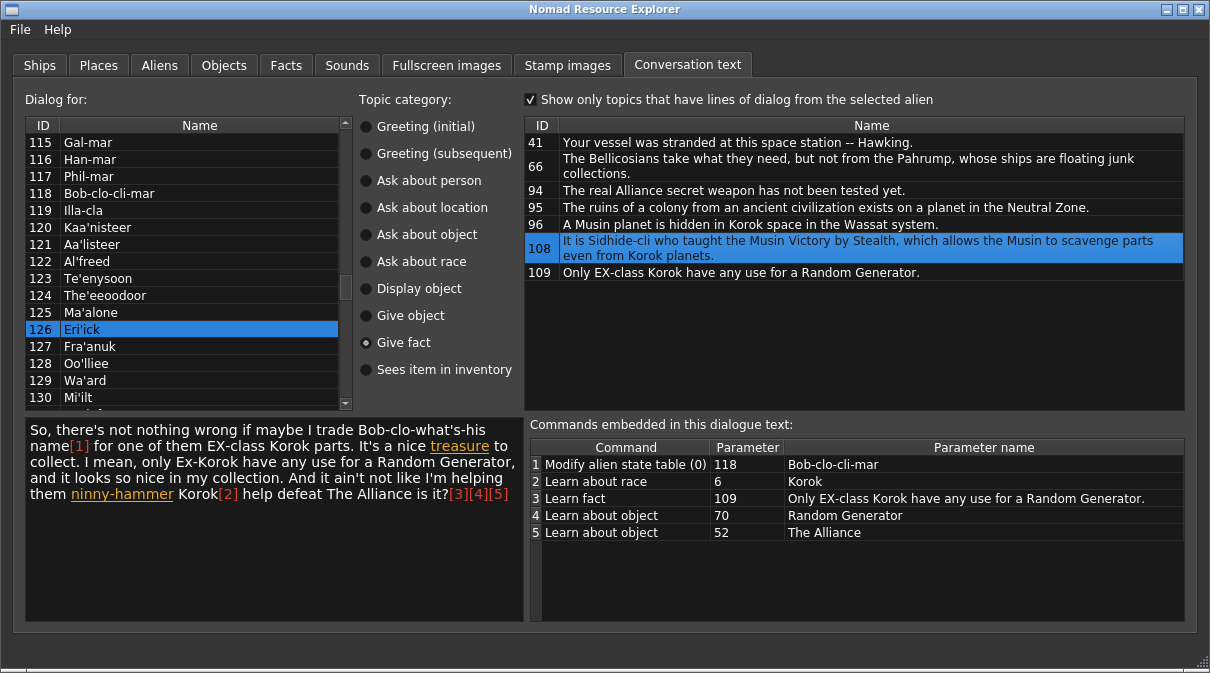 Nomad Resource Explorer
File Help
Ships Places Aliens Objects Facts Sounds Fullscreen images Stamp images Conversation text
Dialog for:
ID Name
115 Gal-mar
116 Han-mar
117 Phil-mar
118 Bob-clo-cli-mar
119 Illa-cla
120 Kaa'nisteer
121 Aa'listeer
122 Al'freed
123 Te'enysoon
124 The'eeoodoor
125 Ma'alone
126 Eri'ick
127 Fra'anuk
128 Oo'lliee
129 Wa'ard
130 Mi'ilt
Topic category:
Greeting (initial)
Greeting (subsequent)
Ask about person
Ask about location
Ask about object
Ask about race
Display object
Give object
Give fact
Sees item in inventory
Show only topics that have lines of dialog from the selected alien
ID Name
41 Your vessel was stranded at this space station -- Hawking.
66 The Bellicosians take what they need, but not from the Pahrump, whose ships are floating junk
collections.
94 The real Alliance secret weapon has not been tested yet.
95 The ruins of a colony from an ancient civilization exists on a planet in the Neutral Zone.
96 A Musin planet is hidden in Korok space in the Wassat system.
108 It is Sidhide-cli who taught the Musin Victory by Stealth, which allows the Musin to scavenge parts
even from Korok planets.
109 Only EX-class Korok have any use for a Random Generator.
So, there's not nothing wrong if maybe I trade Bob-clo-what's-his
name[1] for one of them EX-class Korok parts. It's a nice treasure to
collect. I mean, only Ex-Korok have any use for a Random Generator,
and it looks so nice in my collection. And it ain't not like I'm helping
them ninny-hammer Korok[2] help defeat The Alliance is it?[3][4][5]
Commands embedded in this dialogue text:
Command Parameter Parameter name
1 Modify alien state table (0) 118 Bob-clo-cli-mar
2 Learn about race 6 Korok
3 Learn fact 109 Only EX-class Korok have any use for a Random Generator.
4 Learn about object 70 Random Generator
5 Learn about object 52 The Alliance